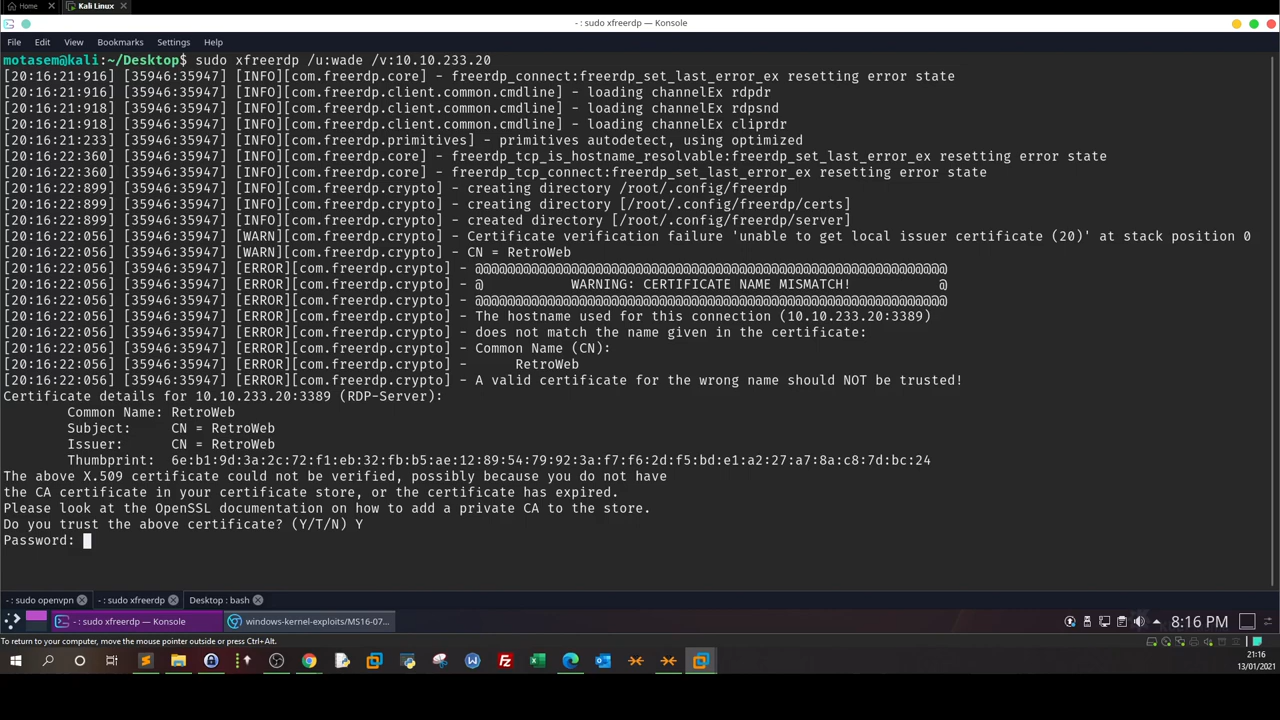 Home
Kali Linux
- : sudo xfreerdp — Konsole
File Edit View Bookmarks Settings Help
motasem@kali:~/Desktop$ sudo xfreerdp /u:wade /v:10.10.233.20
[20:16:21:916] [35946:35947] [INFO][com.freerdp.core] - freerdp_connect:freerdp_set_last_error_ex resetting error state
[20:16:21:916] [35946:35947] [INFO][com.freerdp.client.common.cmdline] - loading channelEx rdpdr
[20:16:21:918] [35946:35947] [INFO][com.freerdp.client.common.cmdline] - loading channelEx rdpsnd
[20:16:21:918] [35946:35947] [INFO][com.freerdp.client.common.cmdline] - loading channelEx cliprdr
[20:16:21:233] [35946:35947] [INFO][com.freerdp.primitives] - primitives autodetect, using optimized
[20:16:22:360] [35946:35947] [INFO][com.freerdp.core] - freerdp_tcp_is_hostname_resolvable:freerdp_set_last_error_ex resetting error state
[20:16:22:360] [35946:35947] [INFO][com.freerdp.core] - freerdp_tcp_connect:freerdp_set_last_error_ex resetting error state
[20:16:22:899] [35946:35947] [INFO][com.freerdp.crypto] - creating directory /root/.config/freerdp
[20:16:22:899] [35946:35947] [INFO][com.freerdp.crypto] - creating directory [/root/.config/freerdp/certs]
[20:16:22:899] [35946:35947] [INFO][com.freerdp.crypto] - created directory [/root/.config/freerdp/server]
[20:16:22:056] [35946:35947] [WARN][com.freerdp.crypto] - Certificate verification failure 'unable to get local issuer certificate (20)' at stack position 0
[20:16:22:056] [35946:35947] [WARN][com.freerdp.crypto] - CN = RetroWeb
[20:16:22:056] [35946:35947] [ERROR][com.freerdp.crypto] - @@@@@@@@@@@@@@@@@@@@@@@@@@@@@@@@@@@@@@@@@@@@@@@@@@@@@@@@@@@
[20:16:22:056] [35946:35947] [ERROR][com.freerdp.crypto] - @           WARNING: CERTIFICATE NAME MISMATCH!           @
[20:16:22:056] [35946:35947] [ERROR][com.freerdp.crypto] - @@@@@@@@@@@@@@@@@@@@@@@@@@@@@@@@@@@@@@@@@@@@@@@@@@@@@@@@@@@
[20:16:22:056] [35946:35947] [ERROR][com.freerdp.crypto] - The hostname used for this connection (10.10.233.20:3389)
[20:16:22:056] [35946:35947] [ERROR][com.freerdp.crypto] - does not match the name given in the certificate:
[20:16:22:056] [35946:35947] [ERROR][com.freerdp.crypto] - Common Name (CN):
[20:16:22:056] [35946:35947] [ERROR][com.freerdp.crypto] -      RetroWeb
[20:16:22:056] [35946:35947] [ERROR][com.freerdp.crypto] - A valid certificate for the wrong name should NOT be trusted!
Certificate details for 10.10.233.20:3389 (RDP-Server):
Common Name: RetroWeb
Subject: CN = RetroWeb
Issuer: CN = RetroWeb
Thumbprint: 6e:b1:9d:3a:2c:72:f1:eb:32:fb:b5:ae:12:89:54:79:92:3a:f7:f6:2d:f5:bd:e1:a2:27:a7:8a:c8:7d:bc:24
The above X.509 certificate could not be verified, possibly because you do not have
the CA certificate in your certificate store, or the certificate has expired.
Please look at the OpenSSL documentation on how to add a private CA to the store.
Do you trust the above certificate? (Y/T/N) Y
Password:
- : sudo openvpn - : sudo xfreerdp Desktop : bash
- : sudo xfreerdp — Konsole windows-kernel-exploits/MS16-07... 8:16 PM
To return to your computer, move the mouse pointer outside or press Ctrl+Alt.
21:16
13/01/2021